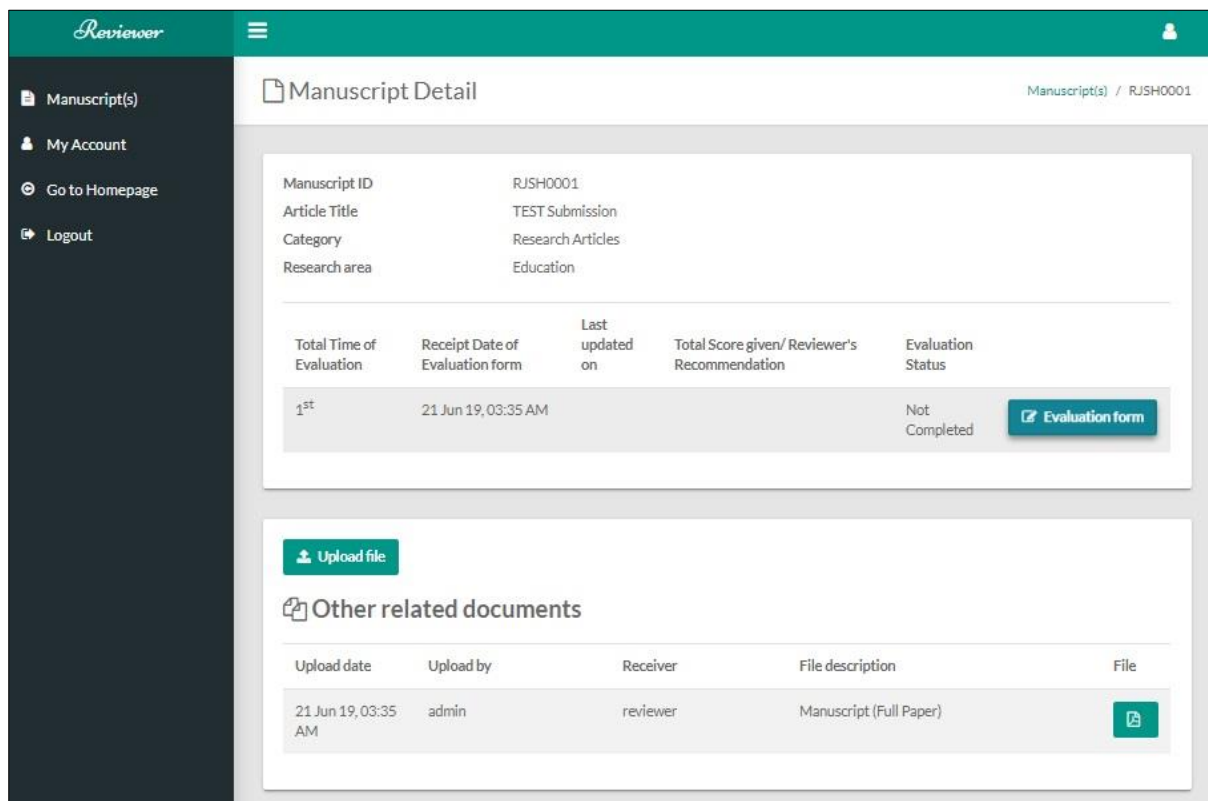 Reviewer
Manuscript(s)
My Account
Go to Homepage
Logout
Manuscript Detail
Manuscript(s) / RJSH0001
Manuscript ID RJSH0001
Article Title TEST Submission
Category Research Articles
Research area Education
Total Time of Evaluation
Receipt Date of Evaluation form
Last updated on
Total Score given/ Reviewer's Recommendation
Evaluation Status
1st
21 Jun 19, 03:35 AM
Not Completed
Evaluation form
Upload file
Other related documents
Upload date Upload by Receiver File description File
21 Jun 19, 03:35 AM
admin
reviewer
Manuscript (Full Paper)